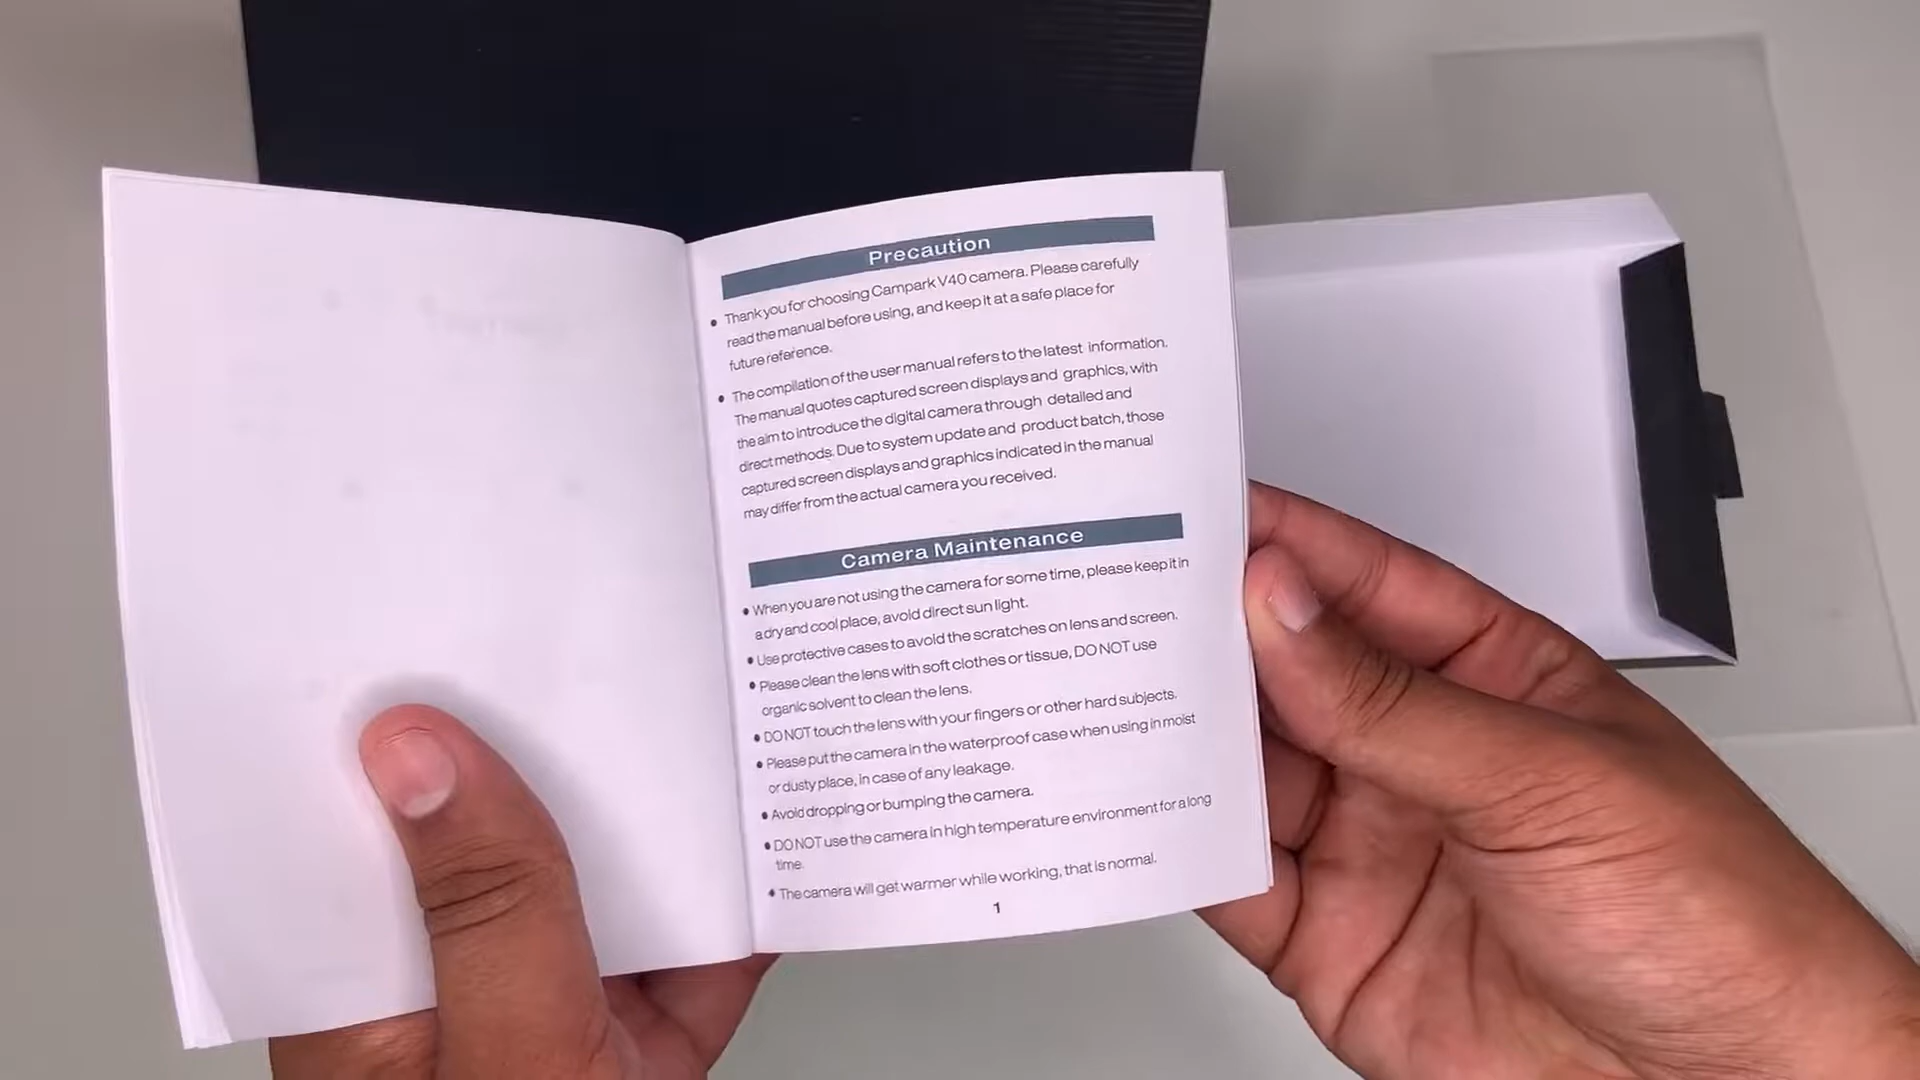 Precaution
• Thank you for choosing Campark V40 camera. Please carefully
read the manual before using, and keep it at a safe place for
future reference.
• The compilation of the user manual refers to the latest information.
The manual quotes captured screen displays and graphics, with
the aim to introduce the digital camera through detailed and
direct methods. Due to system update and product batch, those
captured screen displays and graphics indicated in the manual
may differ from the actual camera you received.
Camera Maintenance
• When you are not using the camera for some time, please keep it in
a dry and cool place, avoid direct sun light.
• Use protective cases to avoid the scratches on lens and screen.
• Please clean the lens with soft clothes or tissue, DO NOT use
organic solvent to clean the lens.
• DO NOT touch the lens with your fingers or other hard subjects.
• Please put the camera in the waterproof case when using in moist
or dusty place, in case of any leakage.
• Avoid dropping or bumping the camera.
• DO NOT use the camera in high temperature environment for a long
time.
• The camera will get warmer while working, that is normal.
1